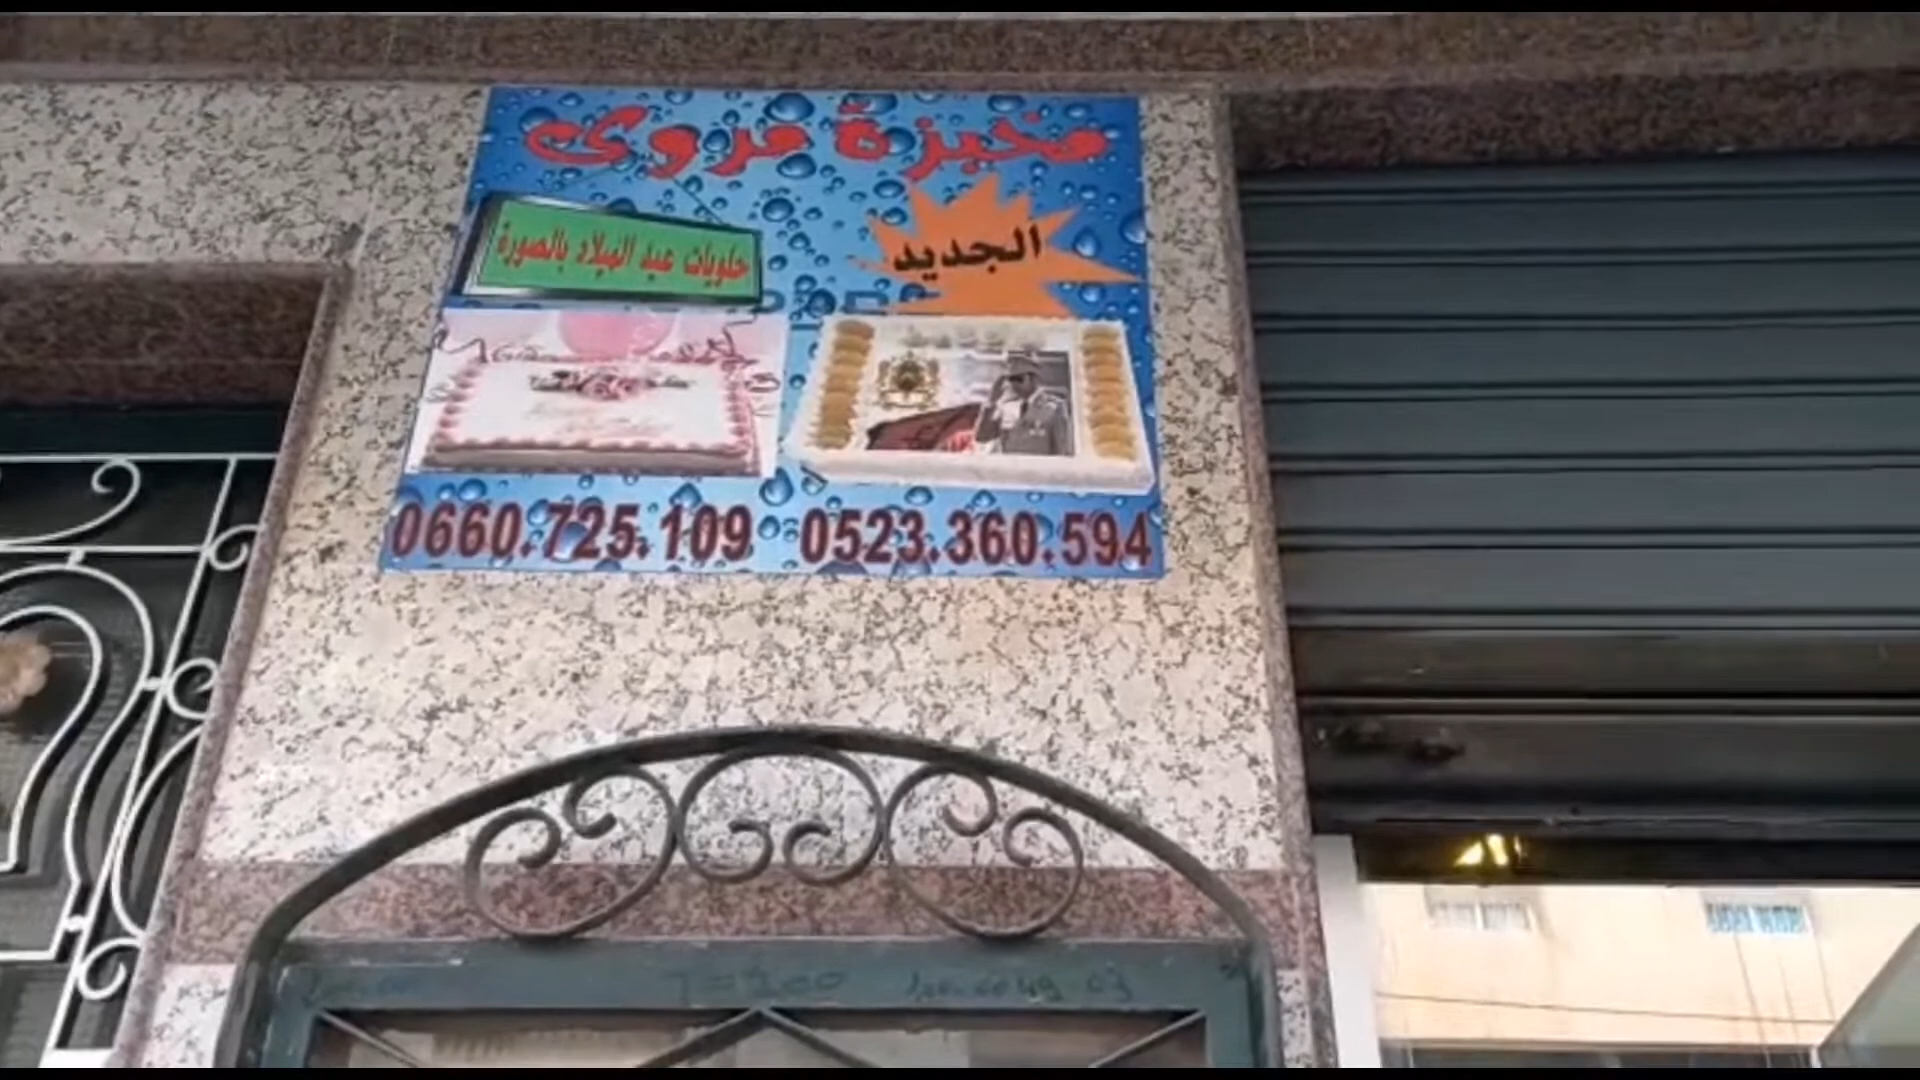 مخبزة مروى
الجديد
حلويات عيد الميلاد بالصورة
0660.725.109 0523.360.594